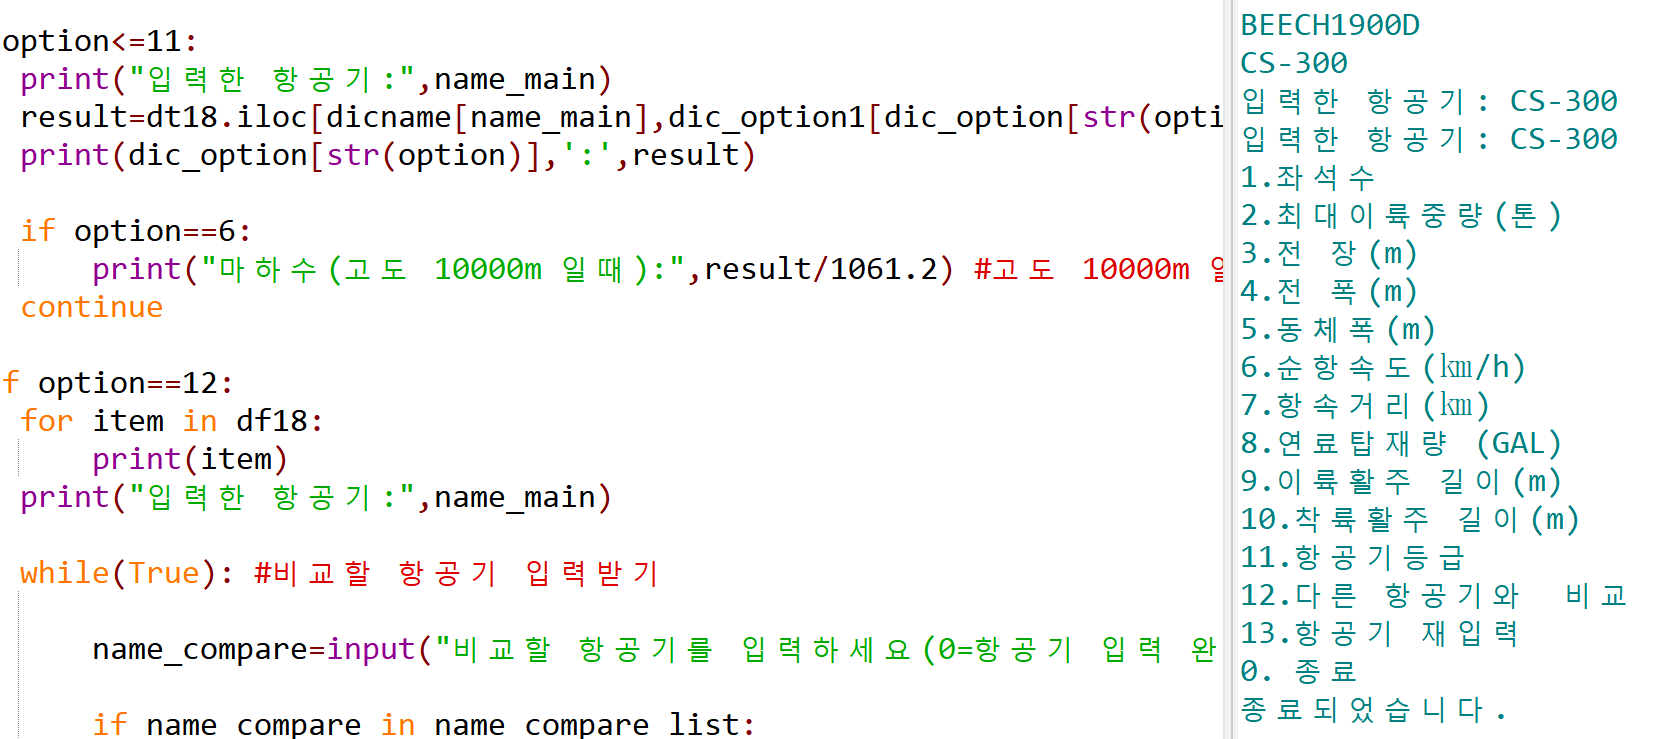 option<=11:
print("입력한 항공기:",name_main)
result=dt18.iloc[dicname[name_main],dic_option1[dic_option[str(opti
print(dic_option[str(option)],':',result)
if option==6:
print("마하수(고도 10000m 일때):",result/1061.2) #고도 10000m 일
continue
f option==12:
for item in df18:
print(item)
print("입력한 항공기:",name_main)
while(True): #비교할 항공기 입력받기
name_compare=input("비교할 항공기를 입력하세요(0=항공기 입력 완
if name_compare in name_compare_list:
BEECH1900D
CS-300
입력한 항공기: CS-300
입력한 항공기: CS-300
1.좌석수
2.최대이륙중량(톤)
3.전 장(m)
4.전 폭(m)
5.동체폭(m)
6.순항속도(㎞/h)
7.항속거리(㎞)
8.연료탑재량 (GAL)
9.이륙활주 길이(m)
10.착륙활주 길이(m)
11.항공기등급
12.다른 항공기와  비교
13.항공기 재입력
0. 종료
종료되었습니다.